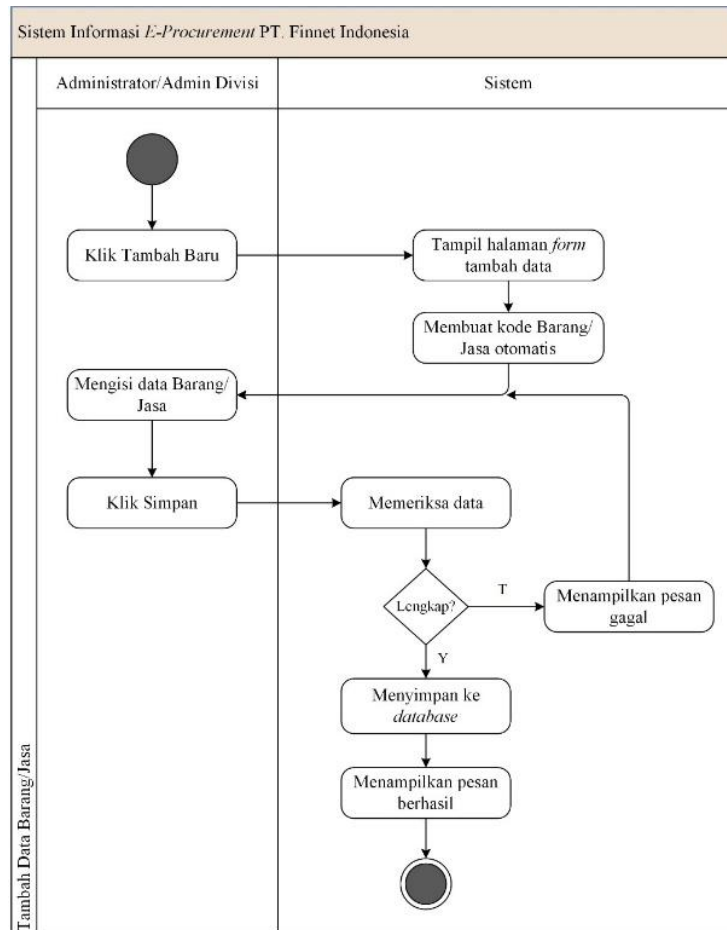 Sistem Informasi E-Procurement PT. Finnet Indonesia
Administrator/Admin Divisi
Sistem
Klik Tambah Baru
Tampil halaman form
tambah data
Membuat kode Barang/
Jasa otomatis
Mengisi data Barang/
Jasa
Klik Simpan
Memeriksa data
Lengkap?
T
Menampilkan pesan
gagal
Y
Menyimpan ke
database
Menampilkan pesan
berhasil
Tambah Data Barang/Jasa